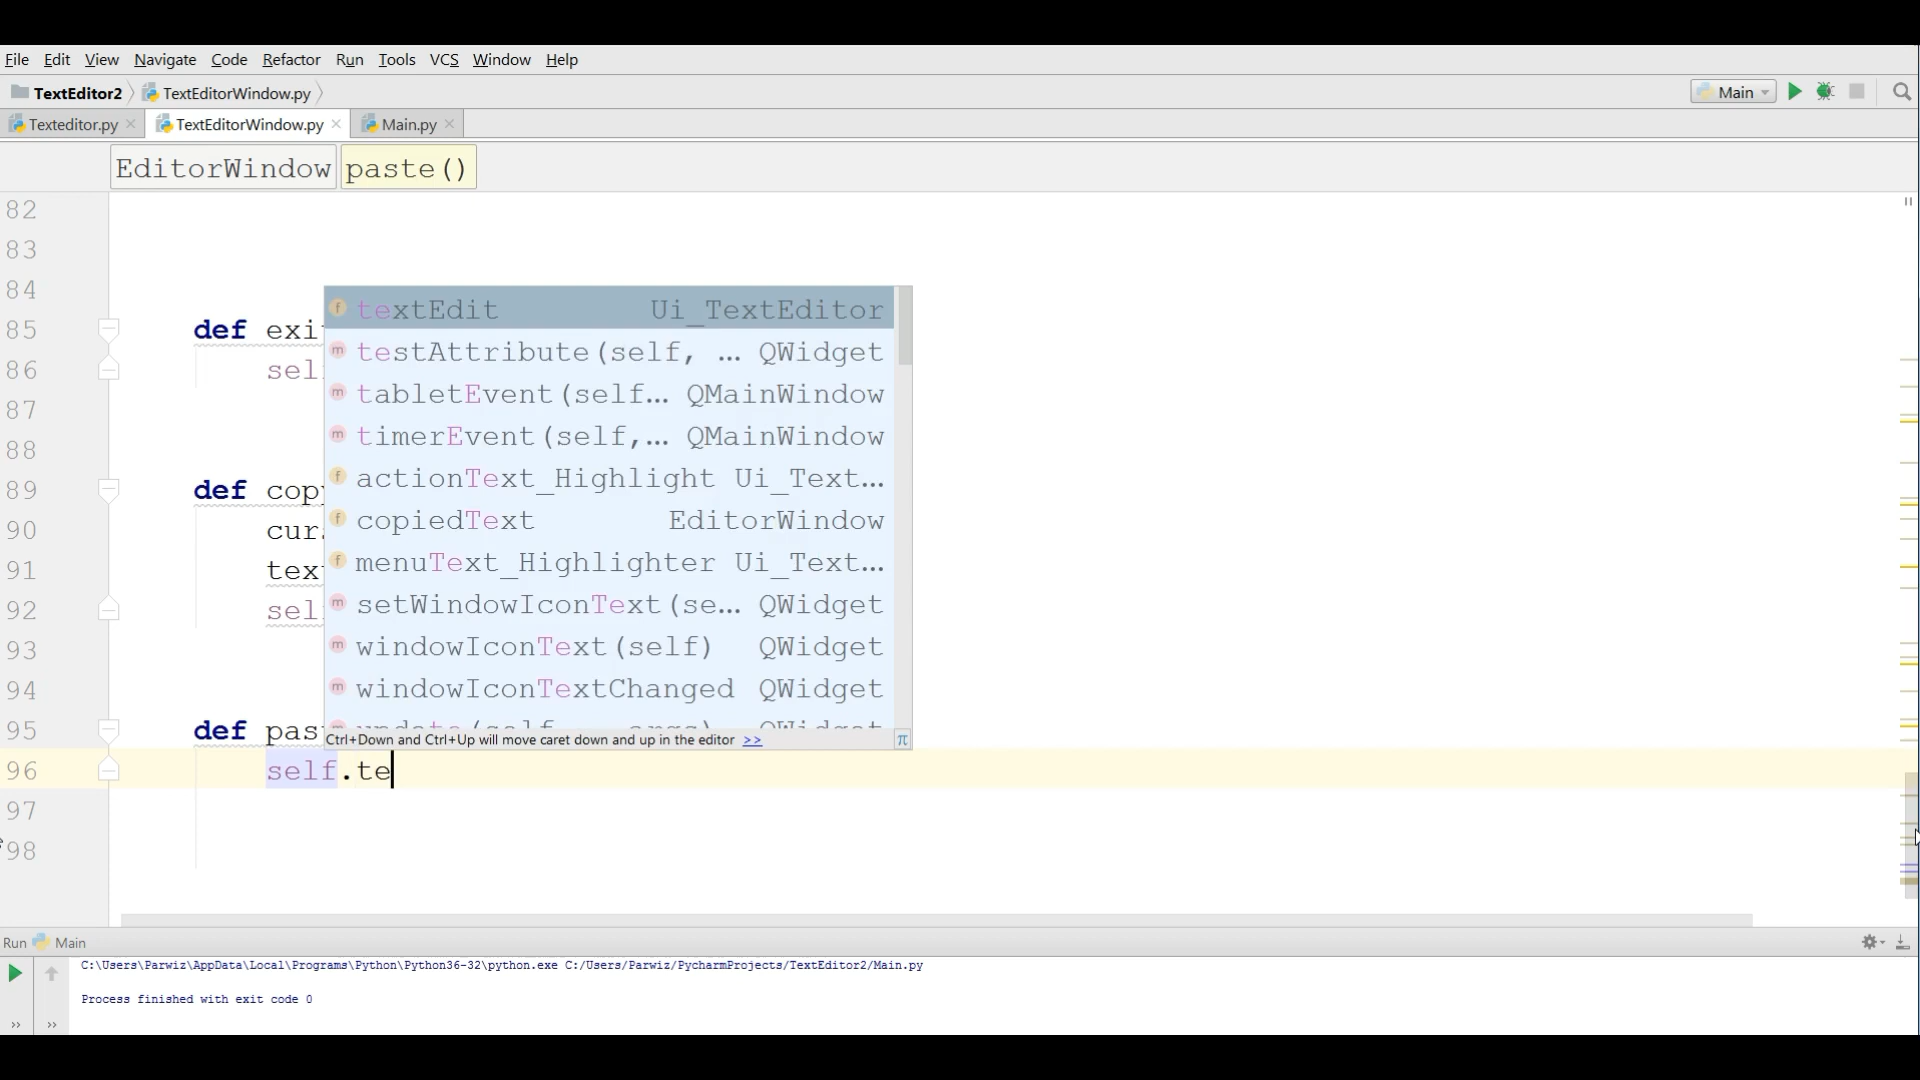 File Edit View Navigate Code Refactor Run Tools VCS Window Help
TextEditor2 TextEditorWindow.py Main
Texteditor.py TextEditorWindow.py Main.py
EditorWindow paste()
82
83
84
textEdit Ui_TextEditor
85 def exi
testAttribute(self, ... QWidget
86 sel
tabletEvent(self... QMainWindow
87
timerEvent(self,... QMainWindow
88
actionText_Highlight Ui_Text...
89 def cop
copiedText EditorWindow
90 cur
menuText_Highlighter Ui_Text...
91 tex
setWindowIconText(se... QWidget
92 sel
windowIconText(self) QWidget
93
windowIconTextChanged QWidget
94
95 def pas
Ctrl+Down and Ctrl+Up will move caret down and up in the editor >> π
96 self.te
97
98
Run Main
C:\Users\Parwiz\AppData\Local\Programs\Python\Python36-32\python.exe C:/Users/Parwiz/PycharmProjects/TextEditor2/Main.py
Process finished with exit code 0